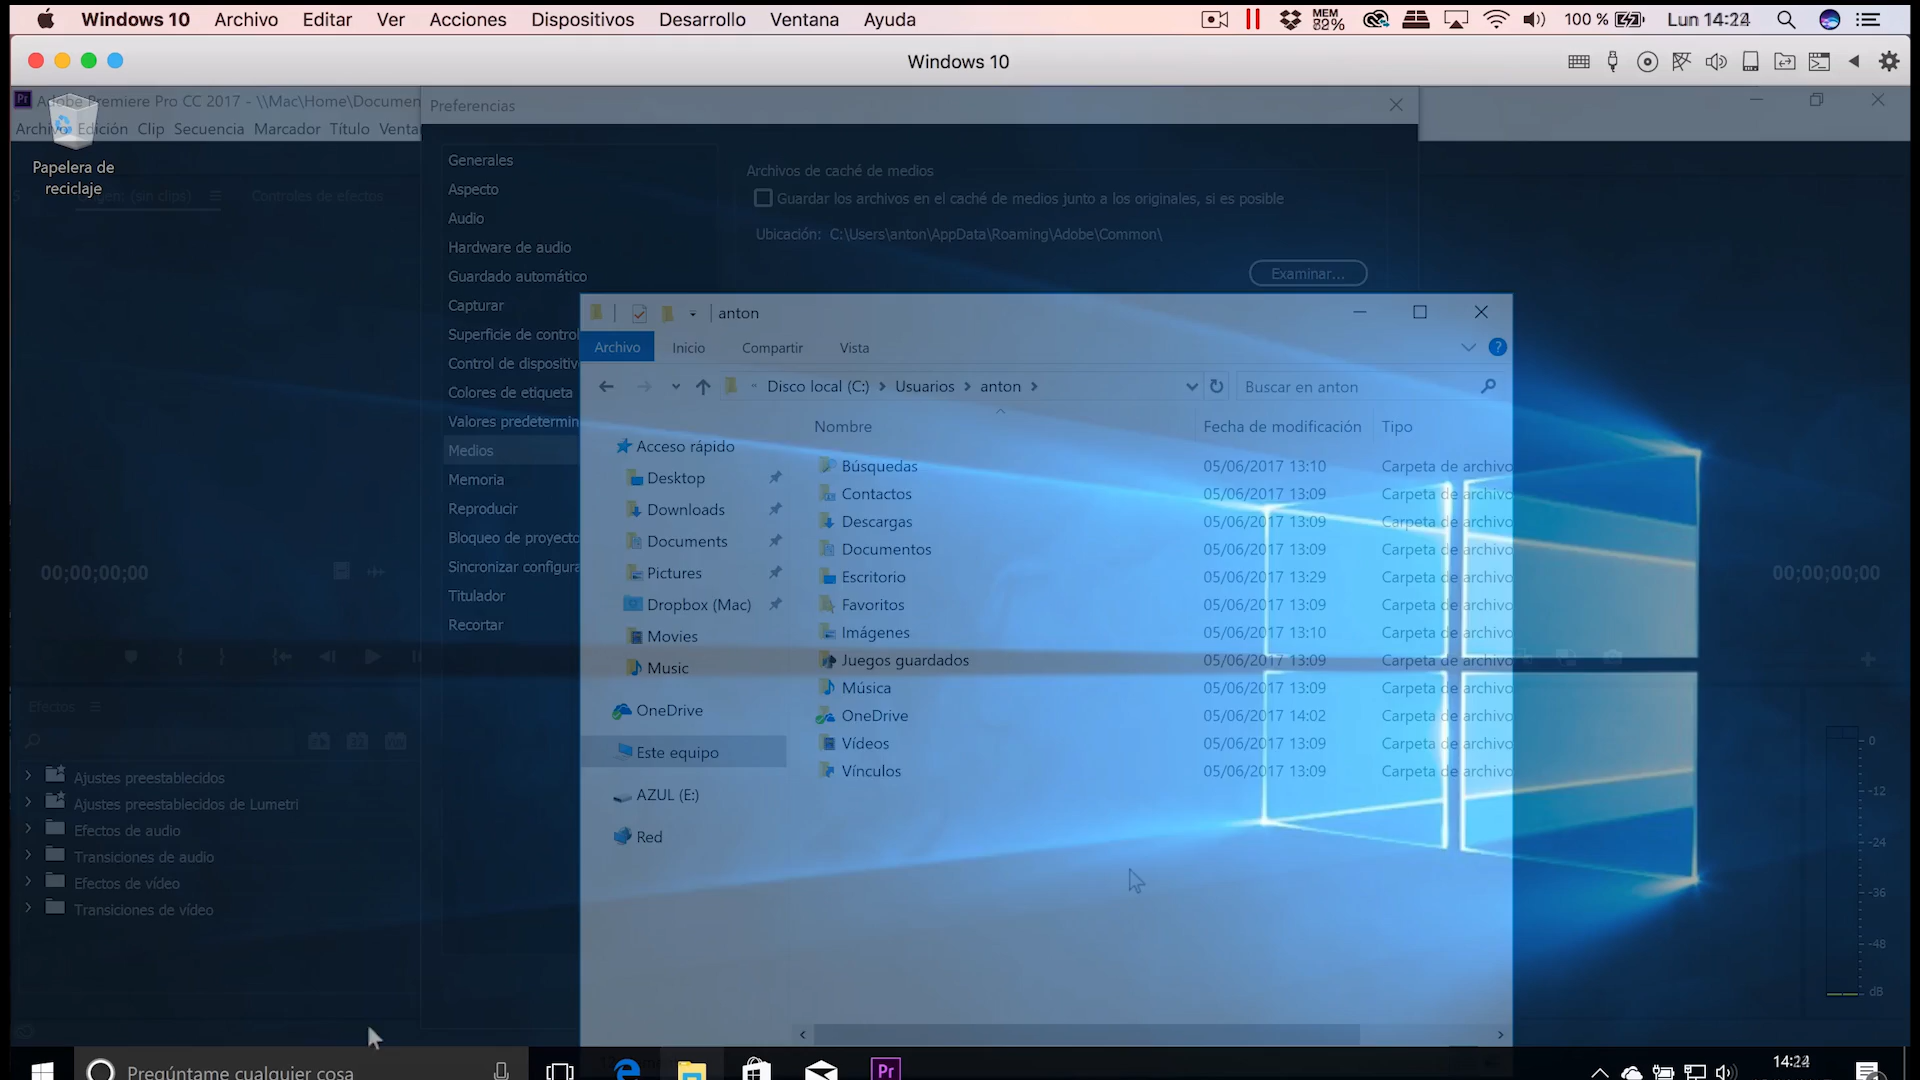 Windows 10 Archivo Editar Ver Acciones Dispositivos Desarrollo Ventana Ayuda
MEM 82% 100 % Lun 14:24
Windows 10
Adobe Premiere Pro CC 2017 - \\Mac\Home\Documen
Archivo Edición Clip Secuencia Marcador Título Venta
Papelera de
reciclaje
(sin clips) Controles de efectos
Preferencias
Generales
Aspecto
Audio
Hardware de audio
Guardado automático
Capturar
Superficie de control
Control de dispositiv
Colores de etiqueta
Valores predetermin
Medios
Memoria
Reproducir
Bloqueo de proyecto
Sincronizar configura
Titulador
Recortar
Archivos de caché de medios
Guardar los archivos en el caché de medios junto a los originales, si es posible
Ubicación: C:\Users\anton\AppData\Roaming\Adobe\Common\
Examinar...
anton
Archivo Inicio Compartir Vista
Disco local (C:) Usuarios anton
Buscar en anton
Nombre Fecha de modificación Tipo
Acceso rápido
Desktop
Downloads
Documents
Pictures
Dropbox (Mac)
Movies
Music
OneDrive
Este equipo
AZUL (E:)
Red
Búsquedas 05/06/2017 13:10 Carpeta de archivo
Contactos 05/06/2017 13:09 Carpeta de archivo
Descargas 05/06/2017 13:09 Carpeta de archivo
Documentos 05/06/2017 13:09 Carpeta de archivo
Escritorio 05/06/2017 13:29 Carpeta de archivo
Favoritos 05/06/2017 13:09 Carpeta de archivo
Imágenes 05/06/2017 13:10 Carpeta de archivo
Juegos guardados 05/06/2017 13:09 Carpeta de archivo
Música 05/06/2017 13:09 Carpeta de archivo
OneDrive 05/06/2017 14:02 Carpeta de archivo
Vídeos 05/06/2017 13:09 Carpeta de archivo
Vínculos 05/06/2017 13:09 Carpeta de archivo
00;00;00;00
00;00;00;00
Efectos
Ajustes preestablecidos
Ajustes preestablecidos de Lumetri
Efectos de audio
Transiciones de audio
Efectos de vídeo
Transiciones de vídeo
0
-12
-24
-36
-48
dB
Pregúntame cualquier cosa
Pr
14:24